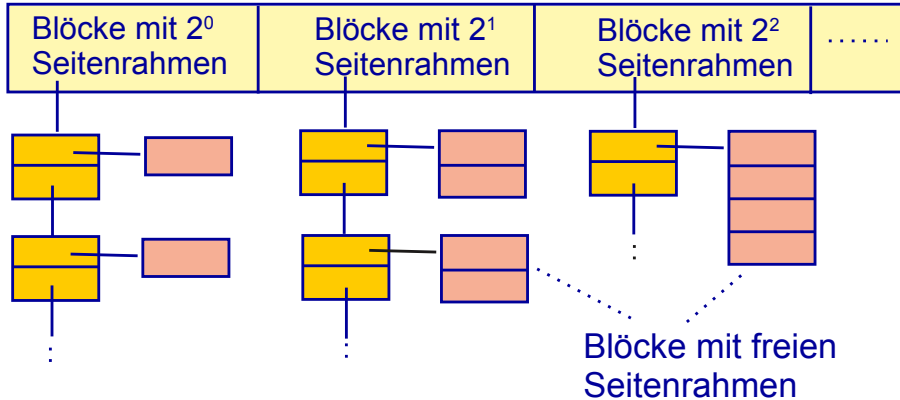 Blöcke mit 2⁰
Seitenrahmen
Blöcke mit 2¹
Seitenrahmen
Blöcke mit 2²
Seitenrahmen
......
Blöcke mit freien
Seitenrahmen